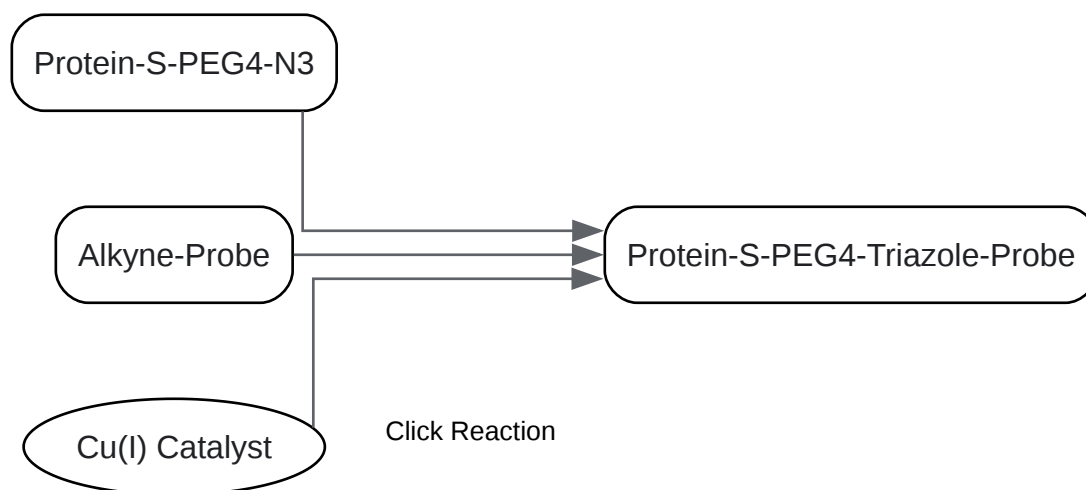 Protein-S-PEG4-N3
Alkyne-Probe
Protein-S-PEG4-Triazole-Probe
Cu(I) Catalyst
Click Reaction